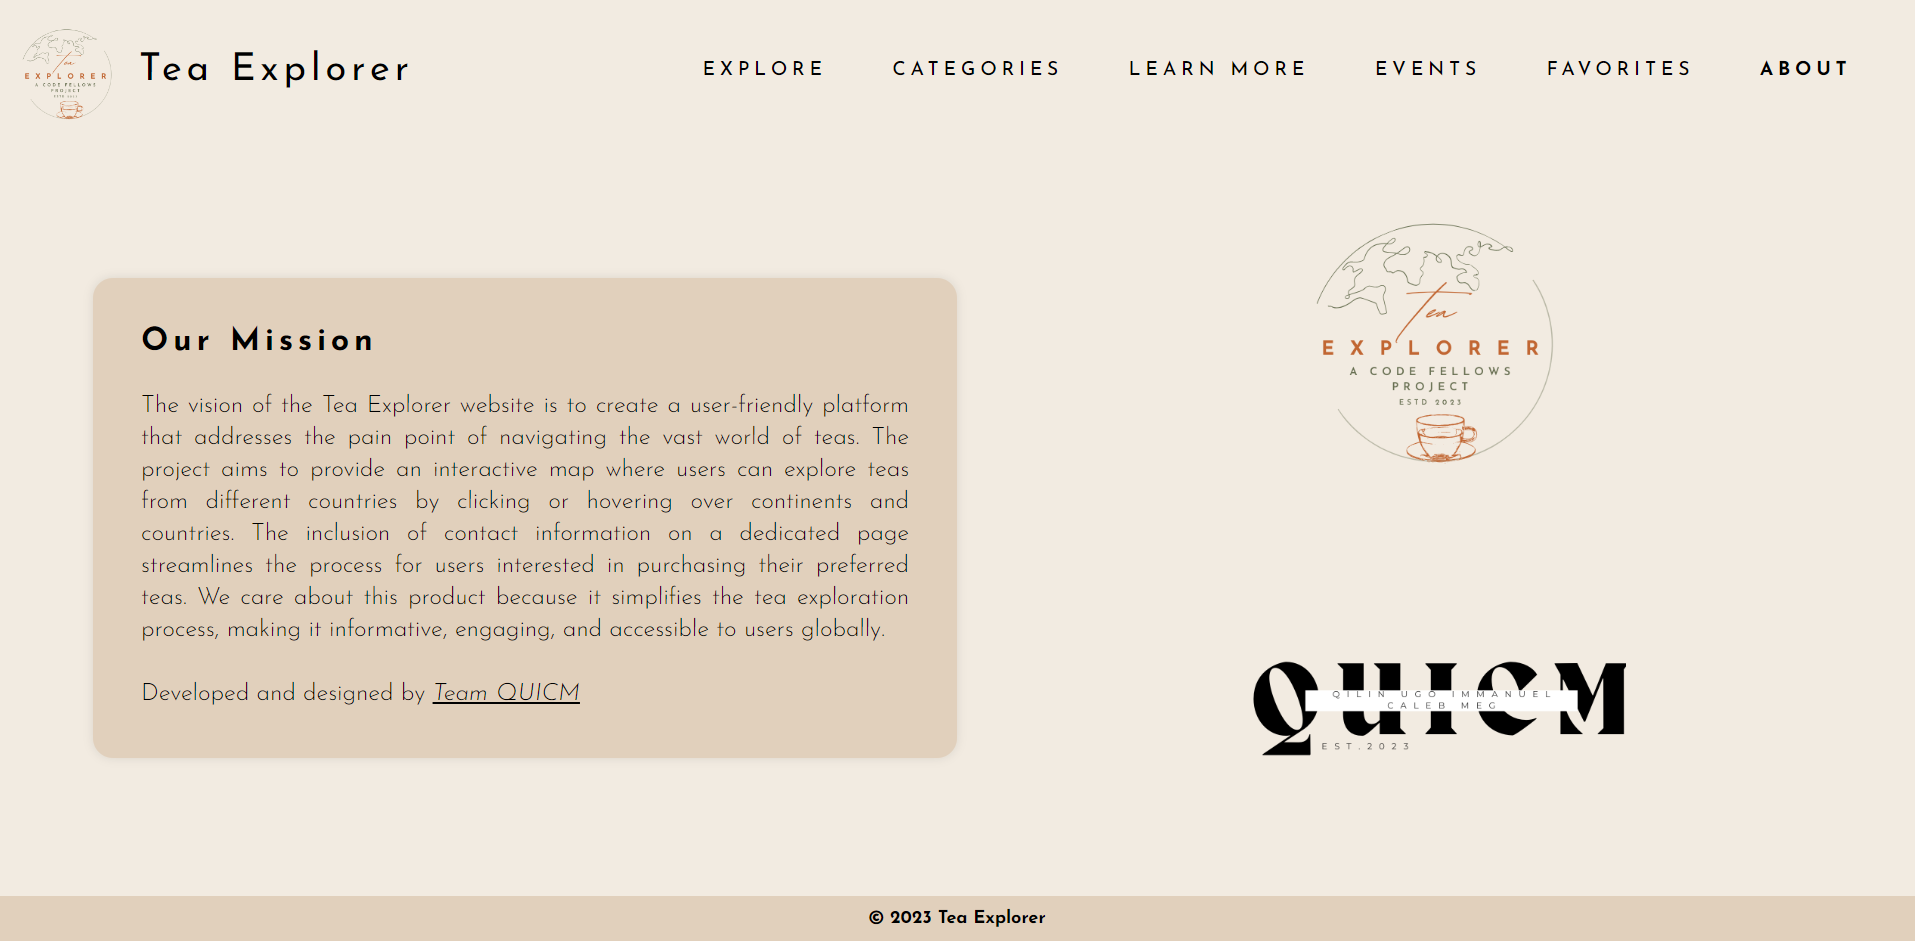 Tea
EXPLORER
A CODE FELLOWS
PROJECT
Tea Explorer
EXPLORE
CATEGORIES
LEARN MORE
EVENTS
FAVORITES
ABOUT
Our Mission
The vision of the Tea Explorer website is to create a user-friendly platform
that addresses the pain point of navigating the vast world of teas. The
project aims to provide an interactive map where users can explore teas
from different countries by clicking or hovering over continents and
countries. The inclusion of contact information on a dedicated page
streamlines the process for users interested in purchasing their preferred
teas. We care about this product because it simplifies the tea exploration
process, making it informative, engaging, and accessible to users globally.
Developed and designed by Team QUICM
Tea
EXPLORER
A CODE FELLOWS
PROJECT
ESTD 2023
QUICM
QILIN UGO IMMANUEL
CALEB MEG
EST.2023
© 2023 Tea Explorer